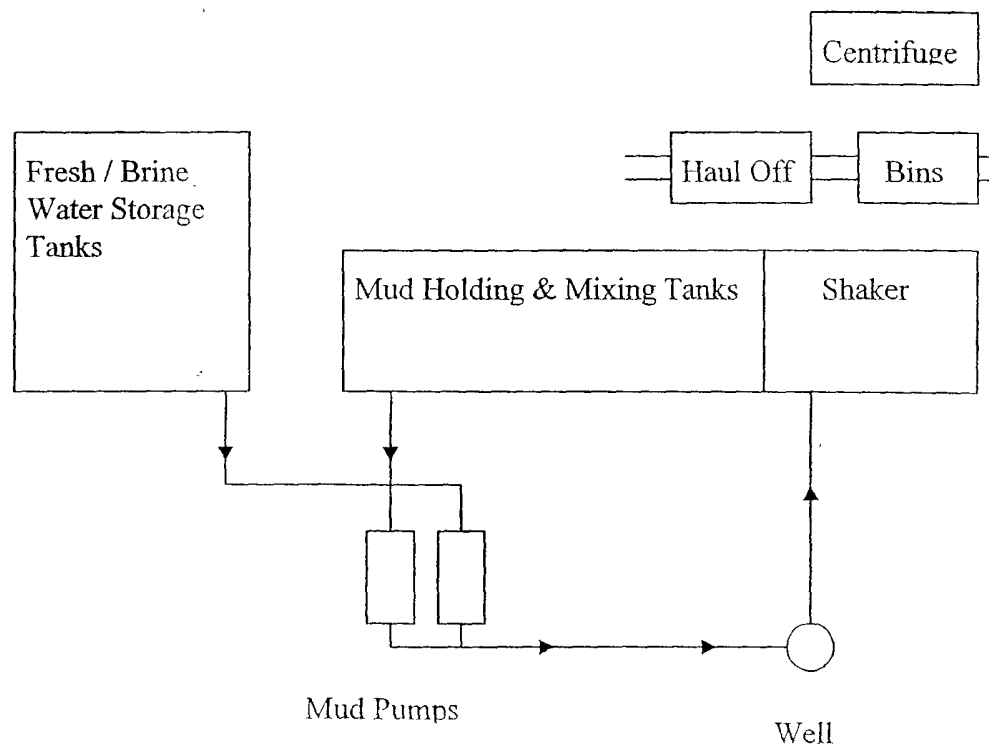 Centrifuge
Fresh / Brine
Water Storage
Tanks
Haul Off
Bins
Mud Holding & Mixing Tanks
Shaker
Mud Pumps
Well